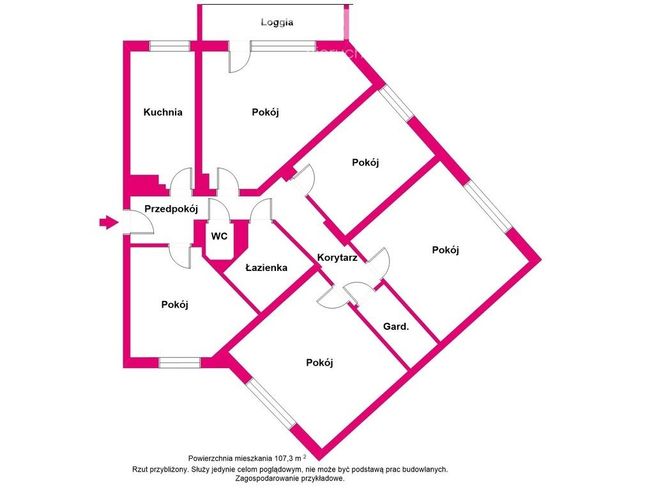 Loggia
Kuchnia
Pokój
Pokój
Przedpokój
WC
Łazienka
Korytarz
Pokój
Pokój
Gard.
Pokój
Powierzchnia mieszkania 107,3 m 2
Rzut przybliżony. Służy jedynie celom poglądowym, nie może być podstawą prac budowlanych.
Zagospodarowanie przykładowe.